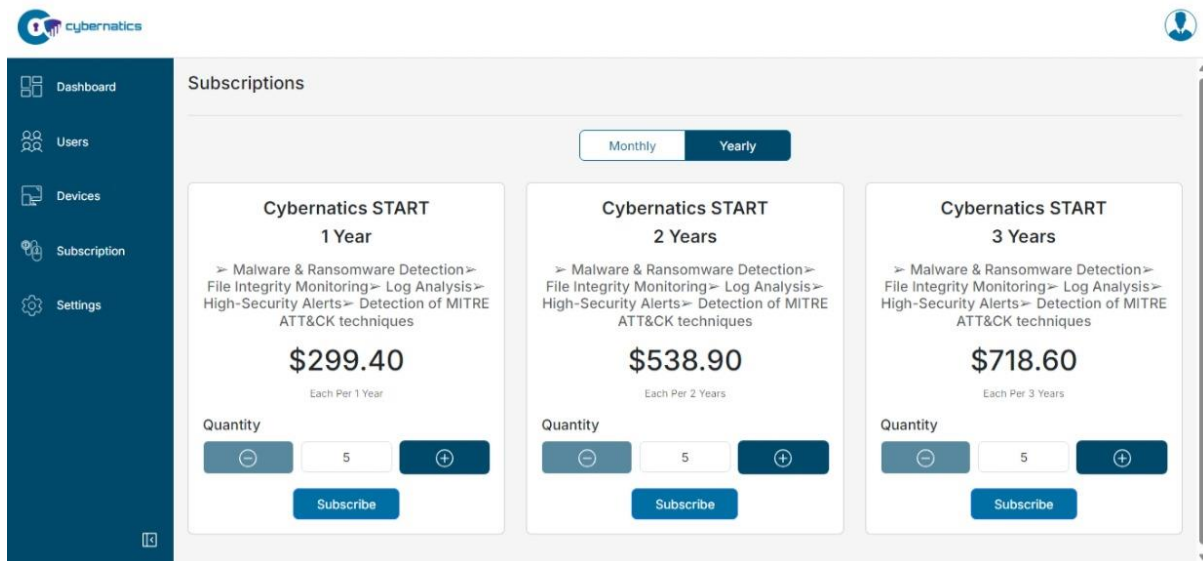 cybernatics
Dashboard
Users
Devices
Subscription
Settings
Subscriptions
Monthly
Yearly
Cybernatics START
1 Year
➢ Malware & Ransomware Detection➢
File Integrity Monitoring➢ Log Analysis➢
High-Security Alerts➢ Detection of MITRE
ATT&CK techniques
$299.40
Each Per 1 Year
Quantity
5
Subscribe
Cybernatics START
2 Years
➢ Malware & Ransomware Detection➢
File Integrity Monitoring➢ Log Analysis➢
High-Security Alerts➢ Detection of MITRE
ATT&CK techniques
$538.90
Each Per 2 Years
Quantity
5
Subscribe
Cybernatics START
3 Years
➢ Malware & Ransomware Detection➢
File Integrity Monitoring➢ Log Analysis➢
High-Security Alerts➢ Detection of MITRE
ATT&CK techniques
$718.60
Each Per 3 Years
Quantity
5
Subscribe